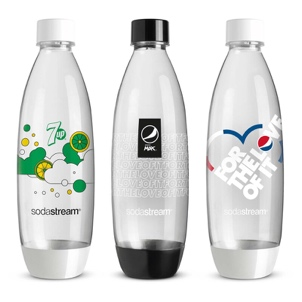 7up
sodastream®
pepsi
MAX
sodastream®
FOR
THE LOVE
OF IT
sodastream®